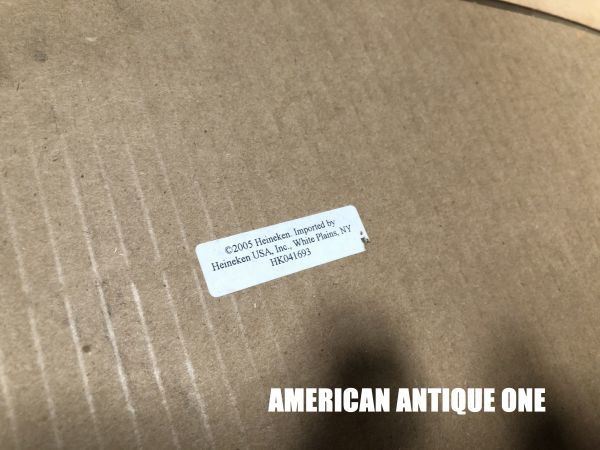 ©2005 Heineken. Imported by
Heineken USA, Inc., White Plains, NY
HK041693
AMERICAN ANTIQUE ONE